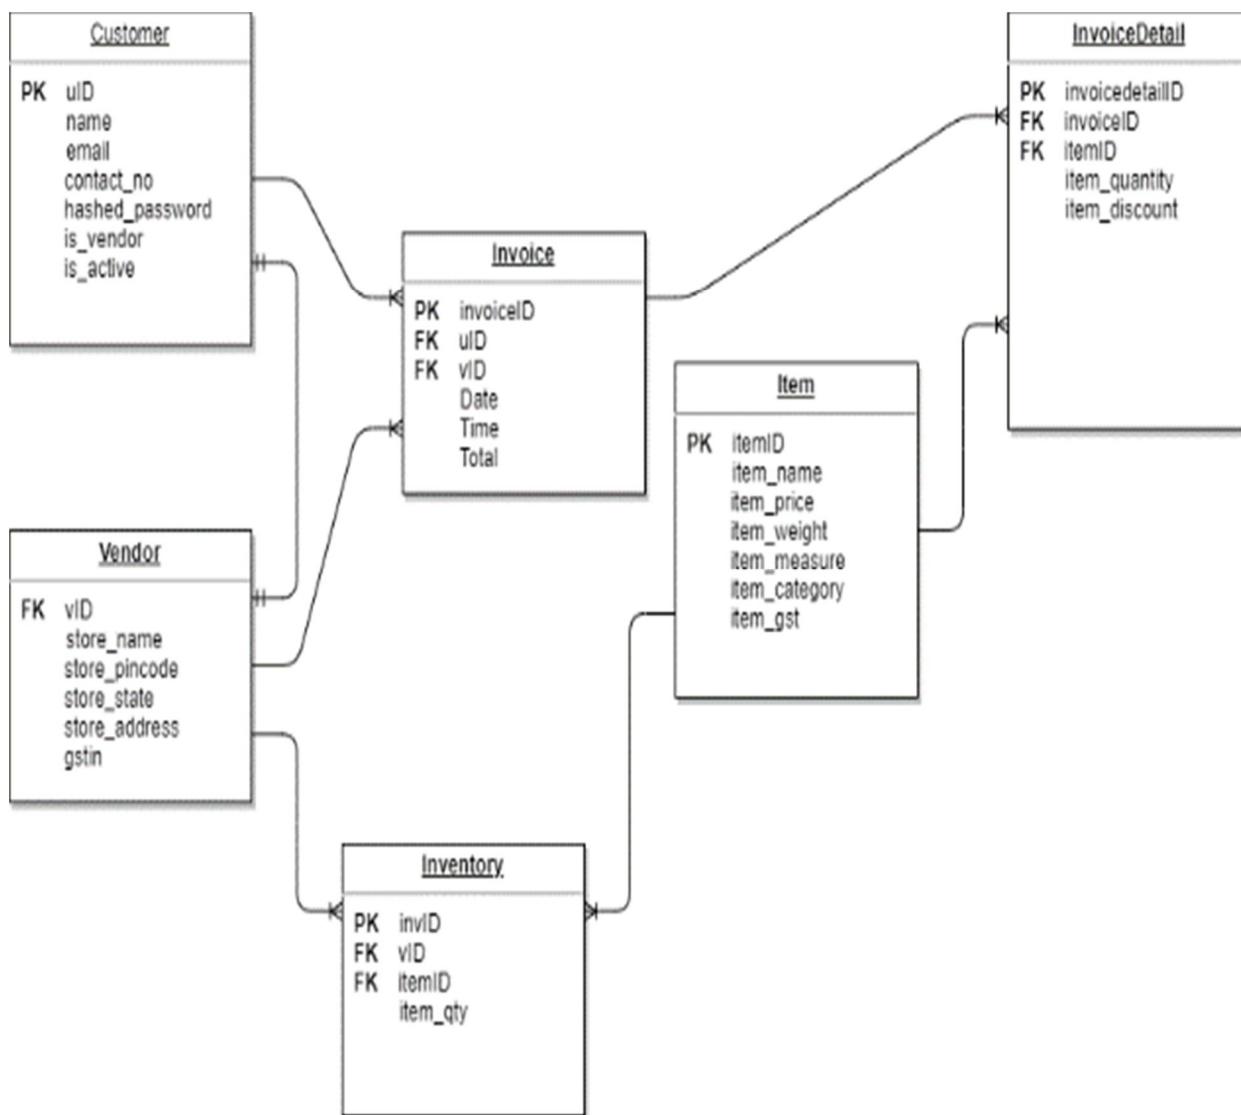 Customer
PK uID
name
email
contact_no
hashed_password
is_vendor
is_active
InvoiceDetail
PK invoicedetailID
FK invoiceID
FK itemID
item_quantity
item_discount
Invoice
PK invoiceID
FK uID
FK vID
Date
Time
Total
Item
PK itemID
item_name
item_price
item_weight
item_measure
item_category
item_gst
Vendor
FK vID
store_name
store_pincode
store_state
store_address
gstin
Inventory
PK invID
FK vID
FK itemID
item_qty